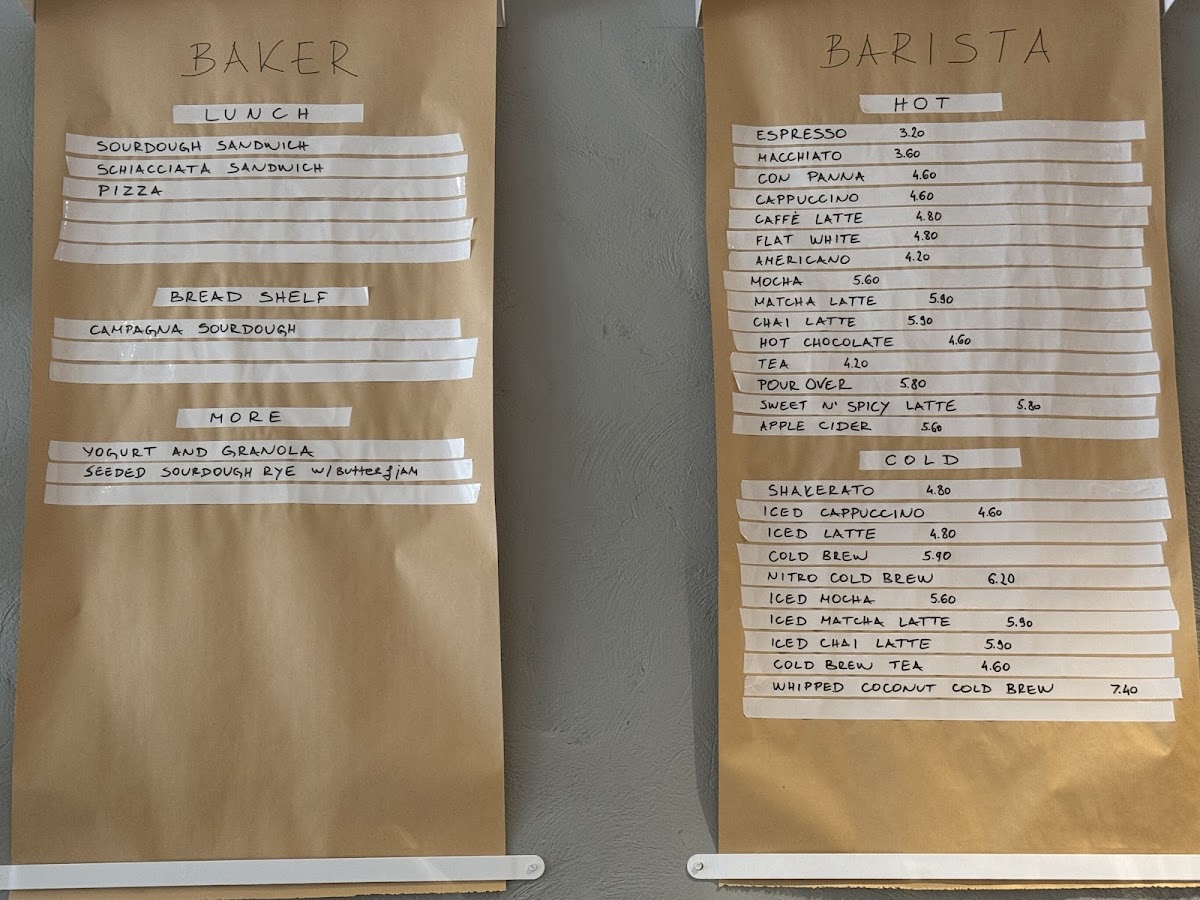 BAKER
LUNCH
SOURDOUGH SANDWICH
SCHIACCIATA SANDWICH
PIZZA
BREAD SHELF
CAMPAGNA SOURDOUGH
MORE
YOGURT AND GRANOLA
SEEDED SOURDOUGH RYE W/BUTTER & JAM
BARISTA
HOT
ESPRESSO 3.20
MACCHIATO 3.60
CON PANNA 4.60
CAPPUCCINO 4.60
CAFFÈ LATTE 4.80
FLAT WHITE 4.80
AMERICANO 4.20
MOCHA 5.60
MATCHA LATTE 5.90
CHAI LATTE 5.90
HOT CHOCOLATE 4.60
TEA 4.20
POUR OVER 5.80
SWEET N' SPICY LATTE 5.80
APPLE CIDER 5.60
COLD
SHAKERATO 4.80
ICED CAPPUCCINO 4.60
ICED LATTE 4.80
COLD BREW 5.90
NITRO COLD BREW 6.20
ICED MOCHA 5.60
ICED MATCHA LATTE 5.90
ICED CHAI LATTE 5.90
COLD BREW TEA 4.60
WHIPPED COCONUT COLD BREW 7.40